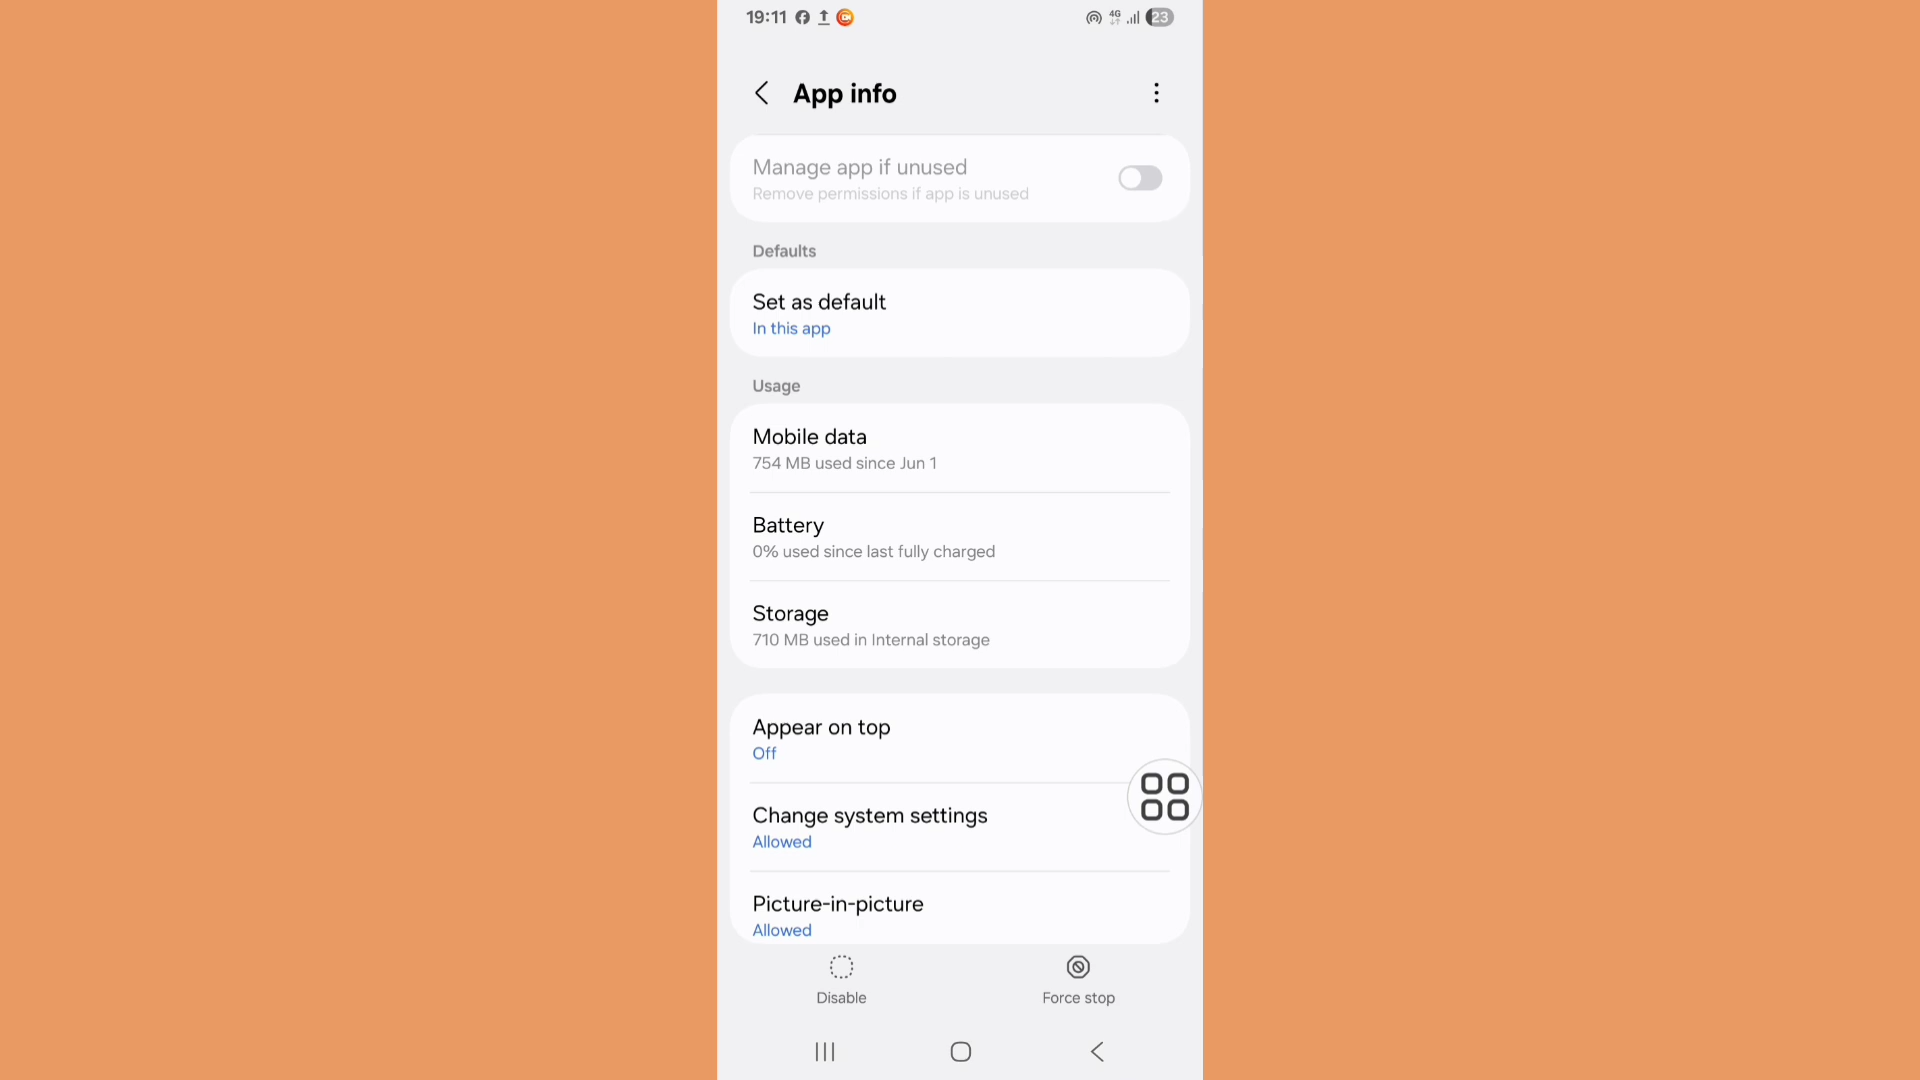 19:11
4G
23
App info
Manage app if unused
Remove permissions if app is unused
Defaults
Set as default
In this app
Usage
Mobile data
754 MB used since Jun 1
Battery
0% used since last fully charged
Storage
710 MB used in Internal storage
Appear on top
Off
Change system settings
Allowed
Picture-in-picture
Allowed
Disable
Force stop